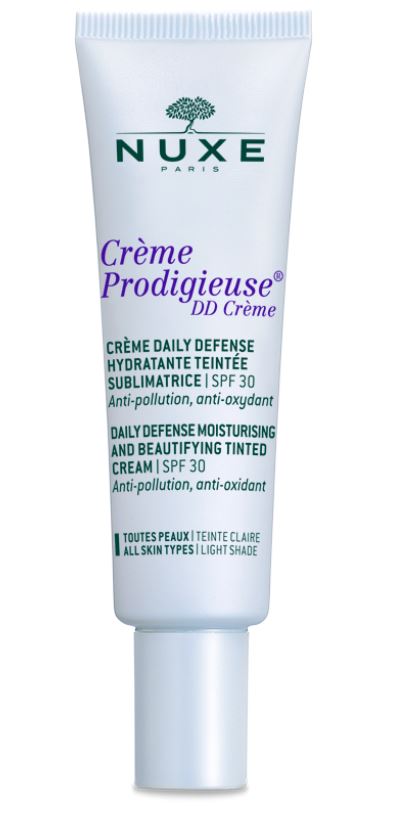 NUXE
PARIS
Crème
Prodigieuse®
DD Crème
CRÈME DAILY DEFENSE
HYDRATANTE TEINTÉE
SUBLIMATRICE | SPF 30
Anti-pollution, anti-oxydant
DAILY DEFENSE MOISTURISING
AND BEAUTIFYING TINTED
CREAM | SPF 30
Anti-pollution, anti-oxidant
TOUTES PEAUX | TEINTE CLAIRE
ALL SKIN TYPES | LIGHT SHADE